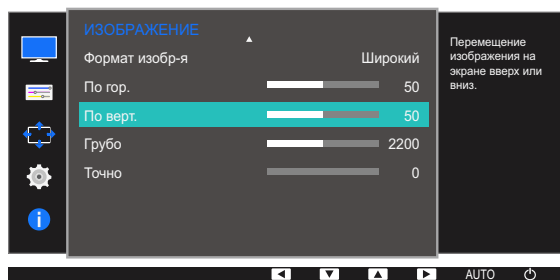 ИЗОБРАЖЕНИЕ
Формат изобр-я Широкий
По гор. 50
По верт. 50
Грубо 2200
Точно 0
Перемещение
изображения на
экране вверх или
вниз.
AUTO